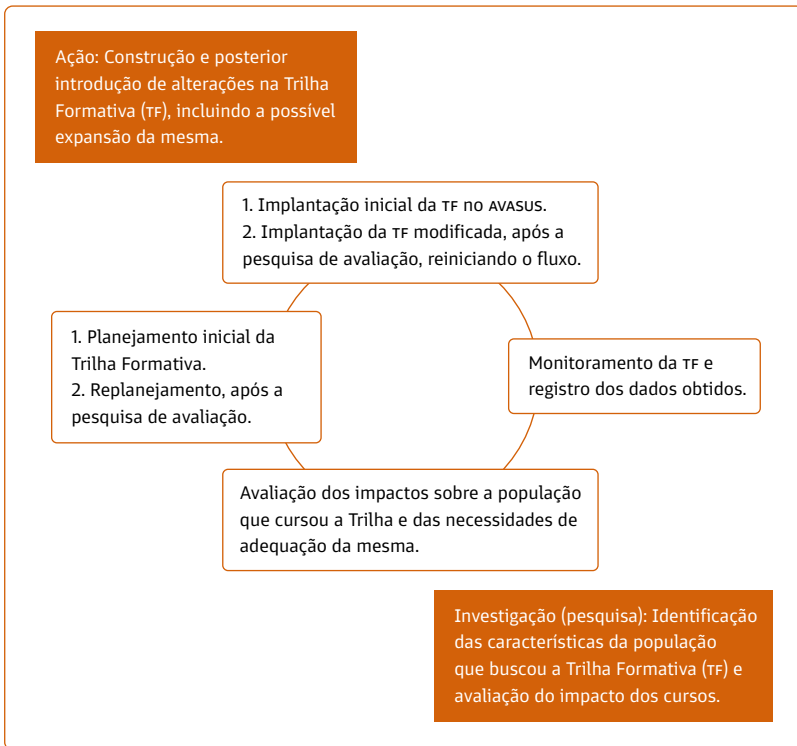 Ação: Construção e posterior
introdução de alterações na Trilha
Formativa (TF), incluindo a possível
expansão da mesma.
1. Implantação inicial da TF no AVASUS.
2. Implantação da TF modificada, após a
pesquisa de avaliação, reiniciando o fluxo.
1. Planejamento inicial da
Trilha Formativa.
2. Replanejamento, após a
pesquisa de avaliação.
Monitoramento da TF e
registro dos dados obtidos.
Avaliação dos impactos sobre a população
que cursou a Trilha e das necessidades de
adequação da mesma.
Investigação (pesquisa): Identificação
das características da população
que buscou a Trilha Formativa (TF) e
avaliação do impacto dos cursos.